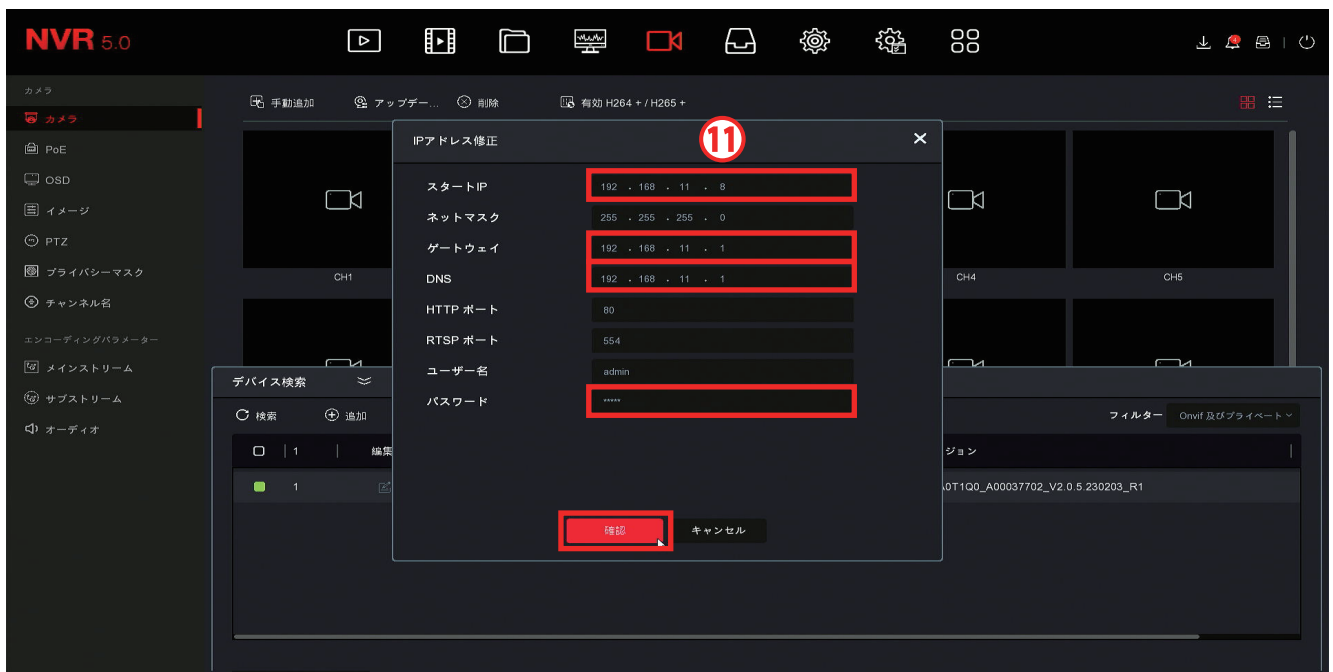 NVR 5.0
カメラ
カメラ
PoE
OSD
イメージ
PTZ
プライバシーマスク
チャンネル名
エンコーディングパラメーター
メインストリーム
サブストリーム
オーディオ
手動追加 アップデー... 削除 有効 H264 + / H265 +
CH1 CH4 CH5
IPアドレス修正 11
スタートIP 192 . 168 . 11 . 8
ネットマスク 255 . 255 . 255 . 0
ゲートウェイ 192 . 168 . 11 . 1
DNS 192 . 168 . 11 . 1
HTTP ポート 80
RTSP ポート 554
ユーザー名 admin
パスワード *****
確認 キャンセル
デバイス検索
検索 追加 フィルター Onvif 及びプライベート
1 編集 ジョン
1 A0T1Q0_A00037702_V2.0.5.230203_R1